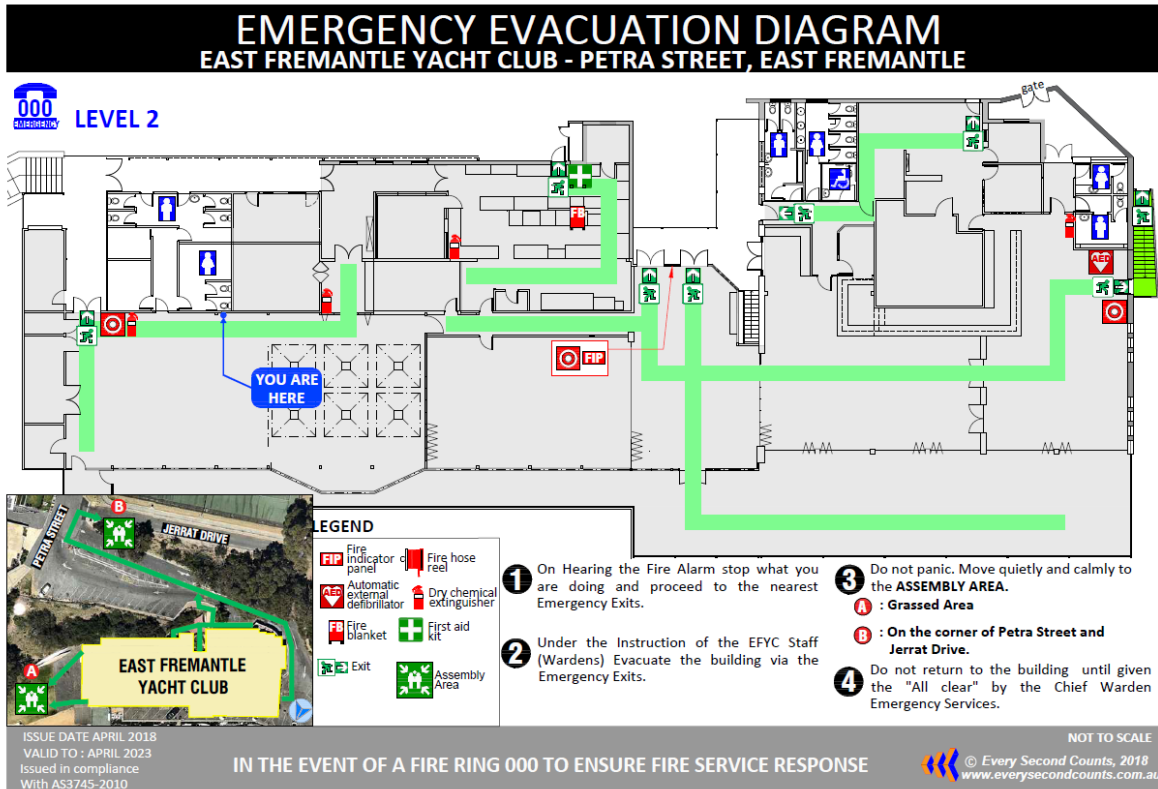 EMERGENCY EVACUATION DIAGRAM
EAST FREMANTLE YACHT CLUB - PETRA STREET, EAST FREMANTLE
000
EMERGENCY
LEVEL 2
gate
FB
AED
FIP
YOU ARE
HERE
B
PETRA STREET
JERRAT DRIVE
A
EAST FREMANTLE
YACHT CLUB
LEGEND
FIP
Fire
indicator
panel
Fire hose
reel
AED
Automatic
external
defibrillator
Dry chemical
extinguisher
FB
Fire
blanket
First aid
kit
Exit
Assembly
Area
1 On Hearing the Fire Alarm stop what you
are doing and proceed to the nearest
Emergency Exits.
2 Under the Instruction of the EFYC Staff
(Wardens) Evacuate the building via the
Emergency Exits.
3 Do not panic. Move quietly and calmly to
the ASSEMBLY AREA.
A : Grassed Area
B : On the corner of Petra Street and
Jerrat Drive.
4 Do not return to the building until given
the "All clear" by the Chief Warden
Emergency Services.
ISSUE DATE APRIL 2018
VALID TO : APRIL 2023
Issued in compliance
With AS3745-2010
IN THE EVENT OF A FIRE RING 000 TO ENSURE FIRE SERVICE RESPONSE
NOT TO SCALE
© Every Second Counts, 2018
www.everysecondcounts.com.au